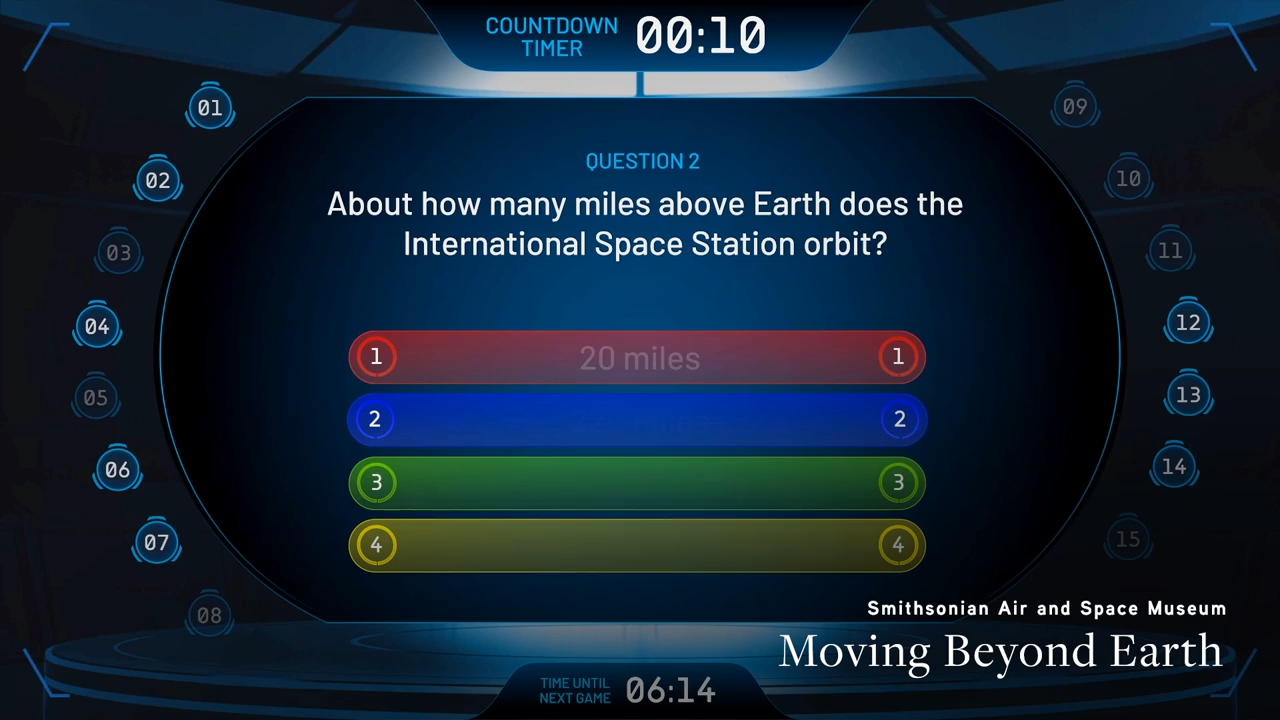 COUNTDOWN
TIMER
00:10
01
02
03
04
05
06
07
08
09
10
11
12
13
14
15
QUESTION 2
About how many miles above Earth does the
International Space Station orbit?
1 20 miles 1
2 2
3 3
4 4
Smithsonian Air and Space Museum
Moving Beyond Earth
TIME UNTIL
NEXT GAME
06:14